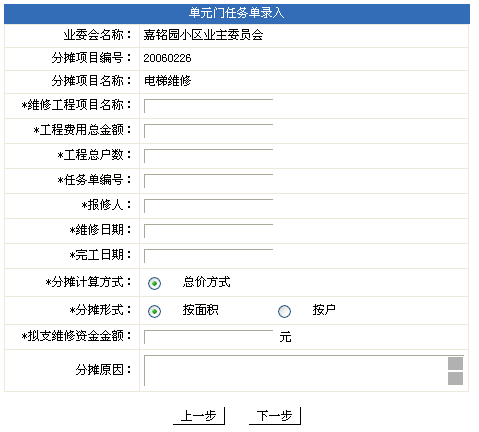 单元门任务单录入
业委会名称： 嘉铭园小区业主委员会
分摊项目编号： 20060226
分摊项目名称： 电梯维修
*维修工程项目名称：
*工程费用总金额：
*工程总户数：
*任务单编号：
*报修人：
*维修日期：
*完工日期：
*分摊计算方式： 总价方式
*分摊形式： 按面积 按户
*拟支维修资金金额： 元
分摊原因：
上一步 下一步